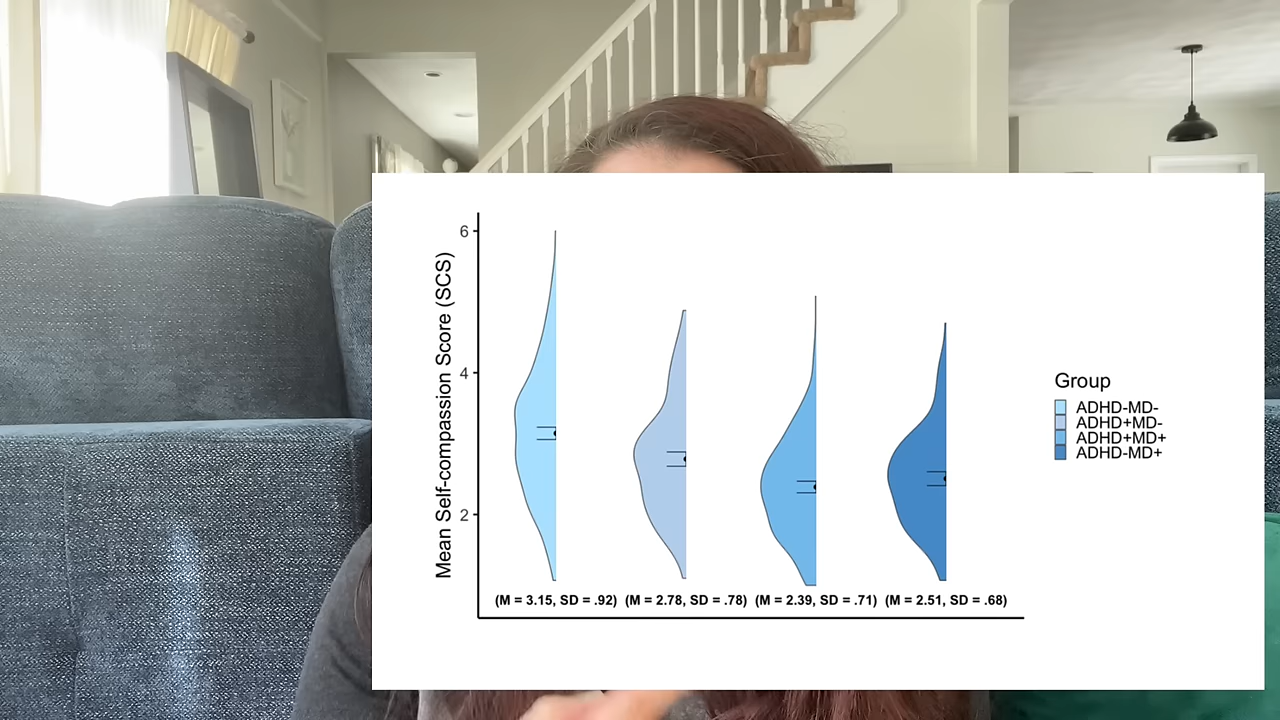 6
4
2
Mean Self-compassion Score (SCS)
(M = 3.15, SD = .92) (M = 2.78, SD = .78) (M = 2.39, SD = .71) (M = 2.51, SD = .68)
Group
ADHD-MD-
ADHD+MD-
ADHD+MD+
ADHD-MD+